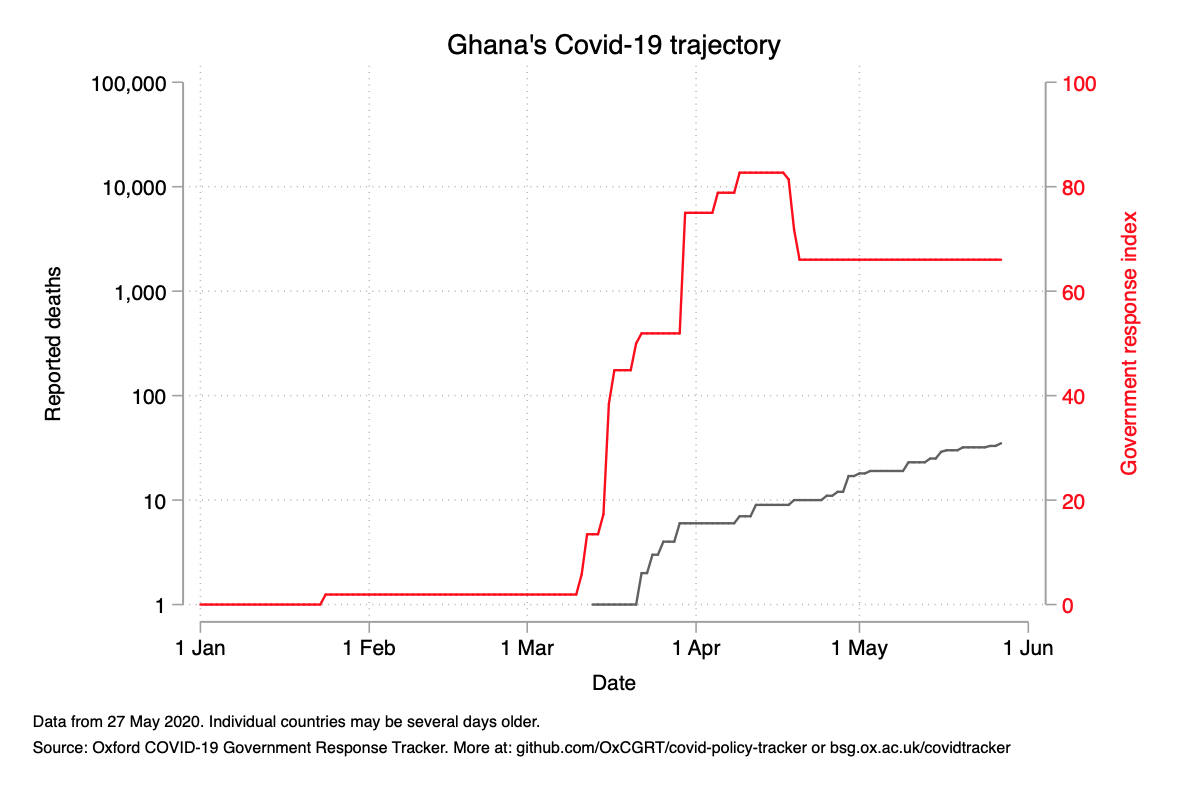 Ghana's Covid-19 trajectory
100,000
10,000
1,000
100
10
1
Reported deaths
100
80
60
40
20
0
Government response index
1 Jan
1 Feb
1 Mar
1 Apr
1 May
1 Jun
Date
Data from 27 May 2020. Individual countries may be several days older.
Source: Oxford COVID-19 Government Response Tracker. More at: github.com/OxCGRT/covid-policy-tracker or bsg.ox.ac.uk/covidtracker